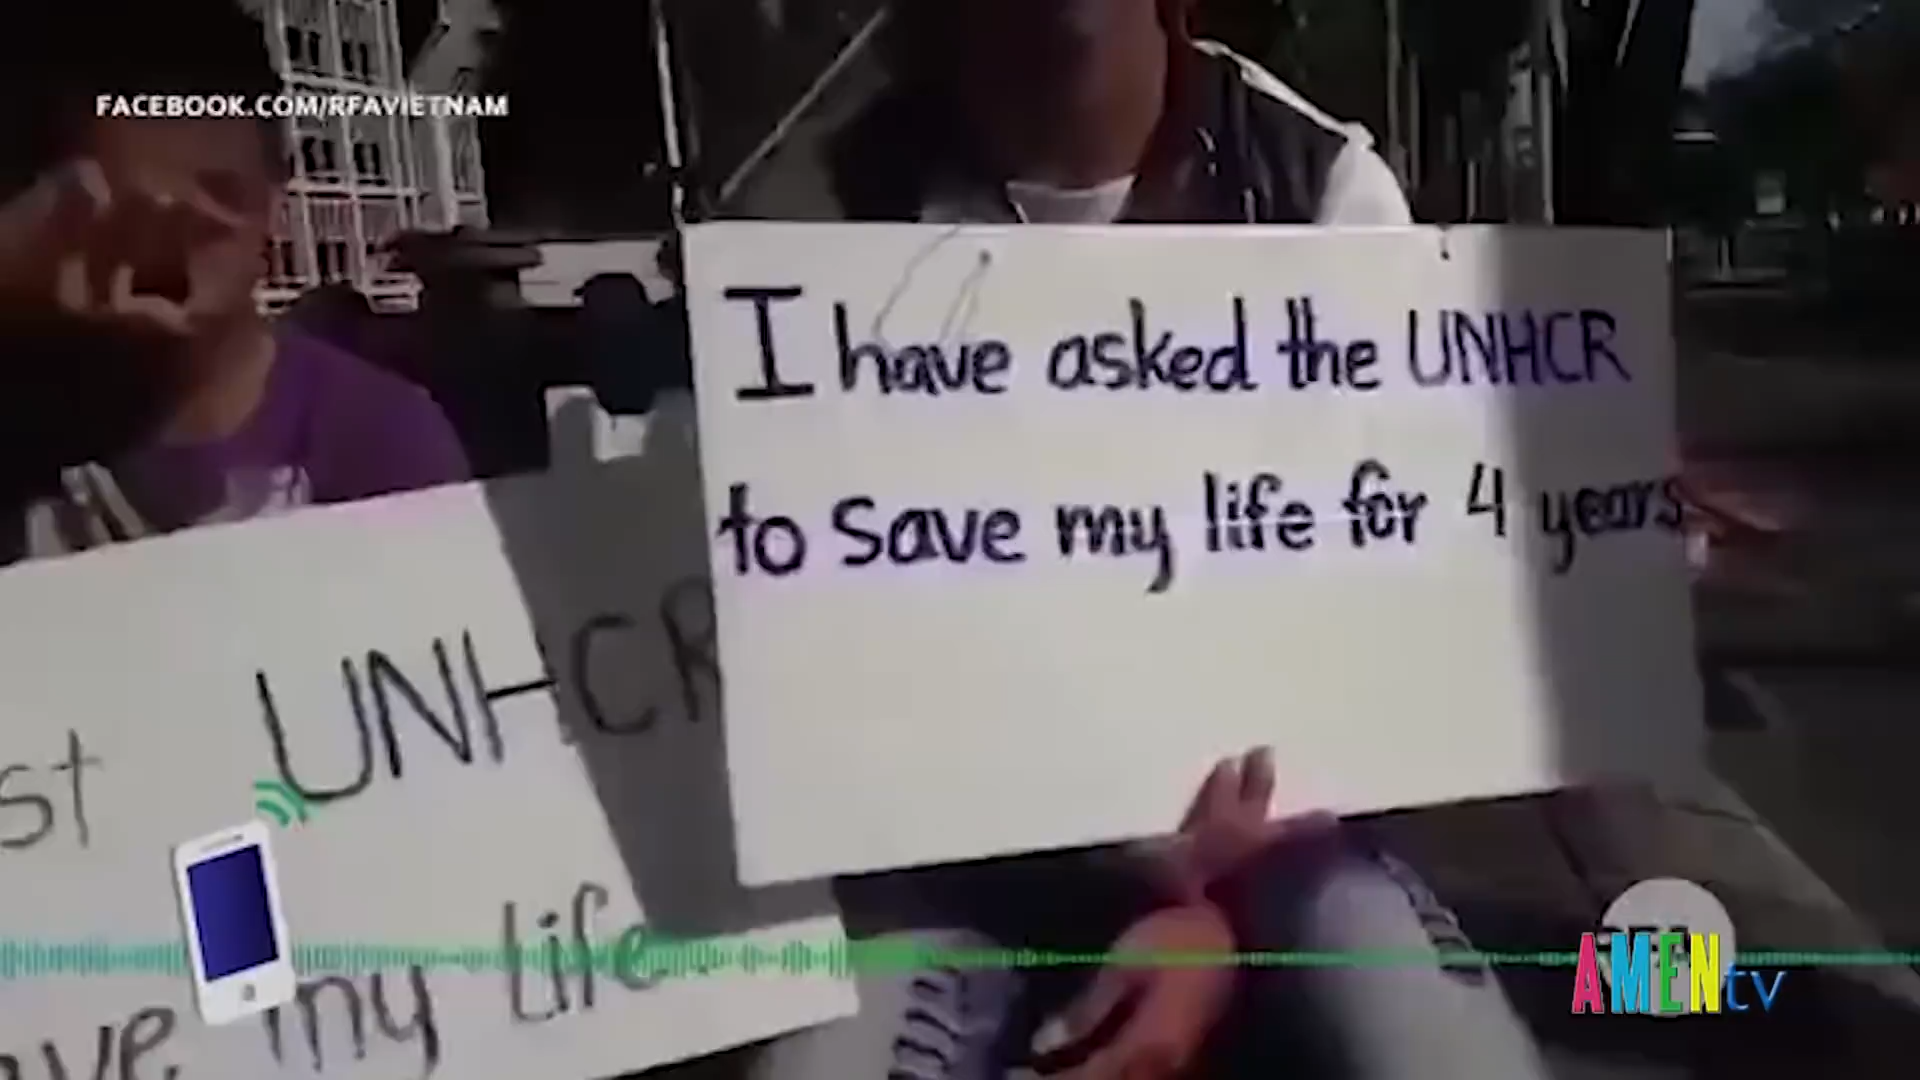 FACEBOOK.COM/RFAVIETNAM
I have asked the UNHCR
to save my life for 4 years
st UNHCR
ave my life
AMENtv